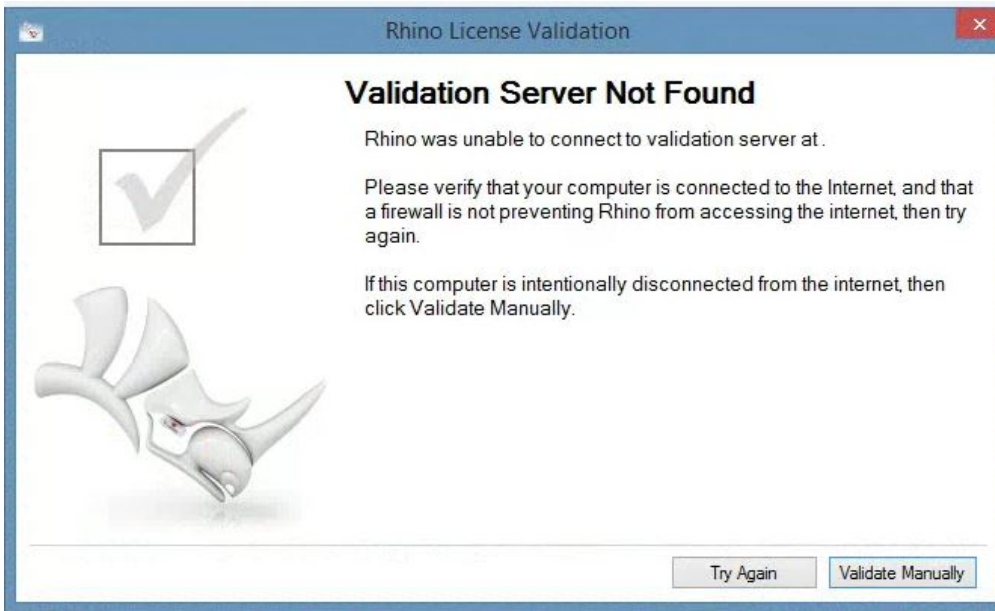 Rhino License Validation
Validation Server Not Found
Rhino was unable to connect to validation server at .
Please verify that your computer is connected to the Internet, and that
a firewall is not preventing Rhino from accessing the internet, then try
again.
If this computer is intentionally disconnected from the internet, then
click Validate Manually.
Try Again
Validate Manually